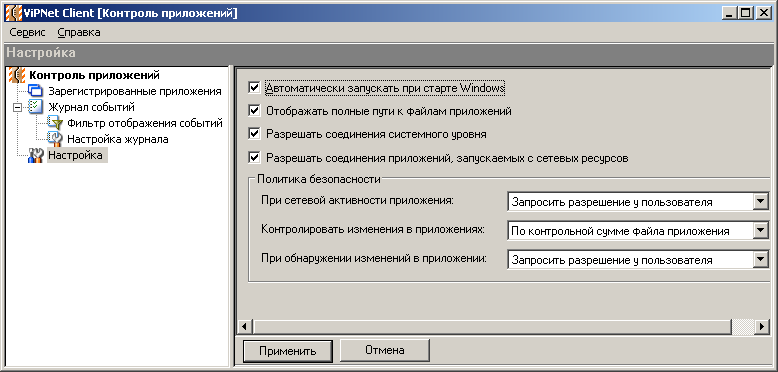 ViPNet Client [Контроль приложений]
Сервис Справка
Настройка
Контроль приложений
Зарегистрированные приложения
Журнал событий
Фильтр отображения событий
Настройка журнала
Настройка
Автоматически запускать при старте Windows
Отображать полные пути к файлам приложений
Разрешать соединения системного уровня
Разрешать соединения приложений, запускаемых с сетевых ресурсов
Политика безопасности
При сетевой активности приложения: Запросить разрешение у пользователя
Контролировать изменения в приложениях: По контрольной сумме файла приложения
При обнаружении изменений в приложении: Запросить разрешение у пользователя
Применить Отмена